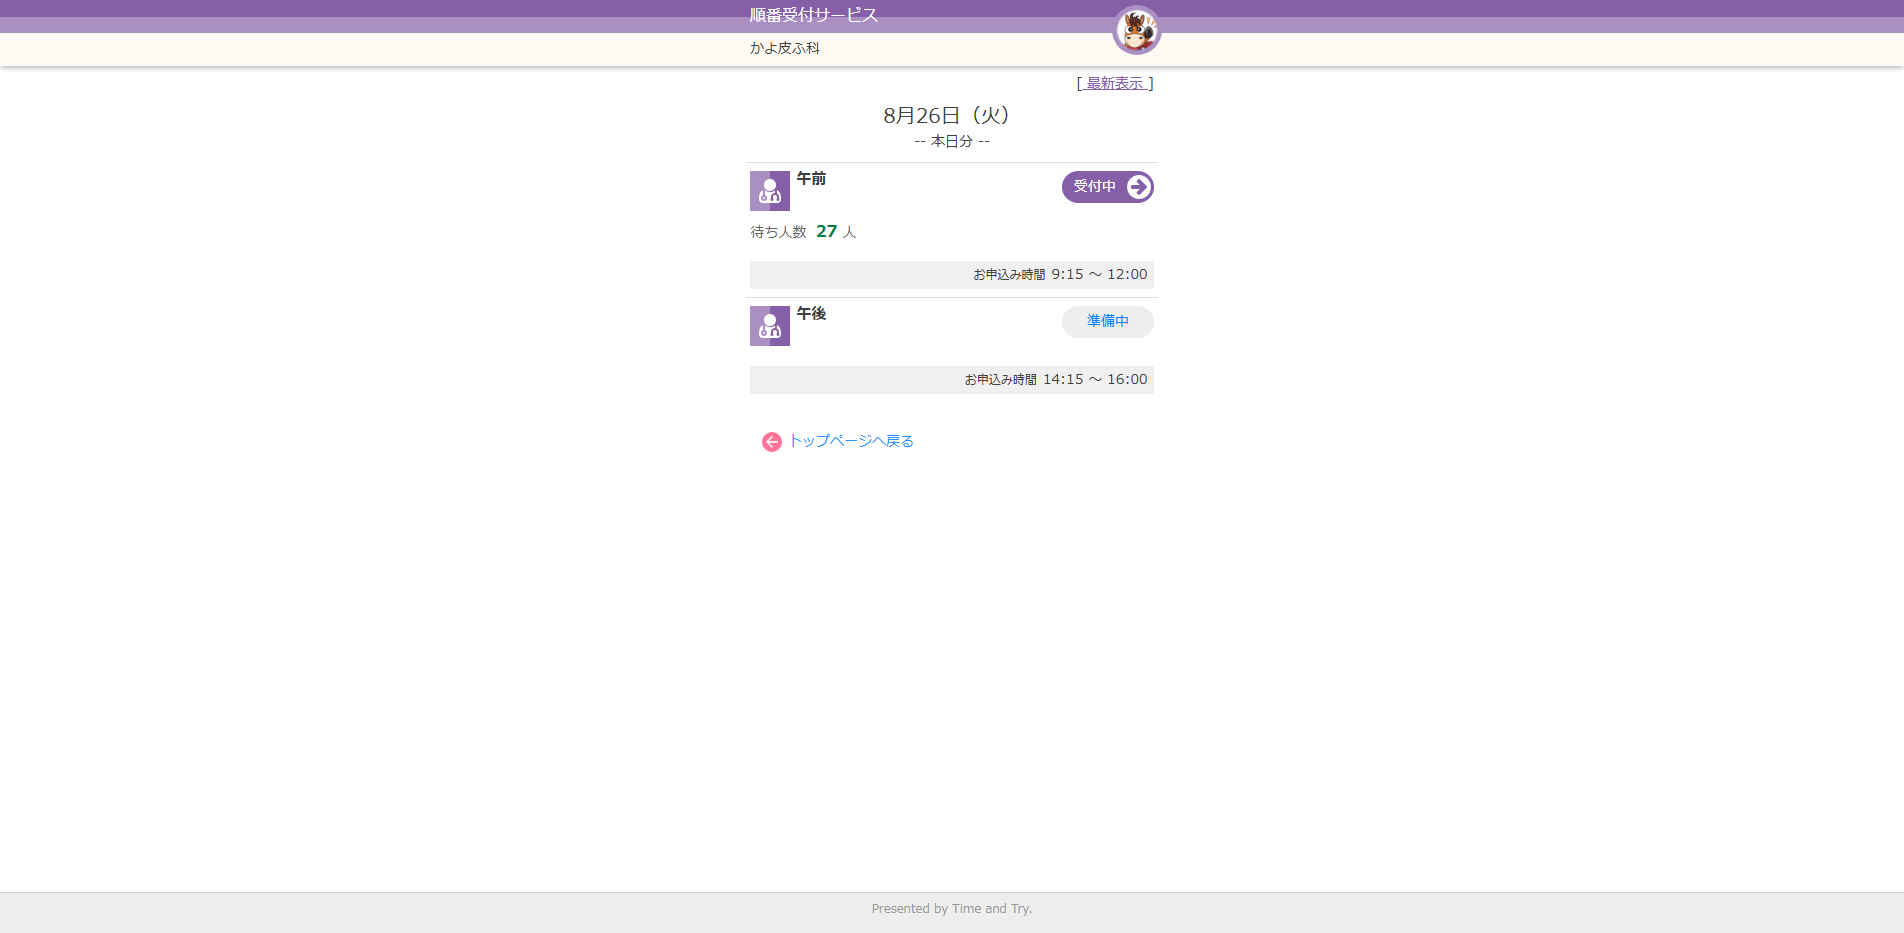 順番受付サービス
かよ皮ふ科
[ 最新表示 ]
8月26日（火）
-- 本日分 --
午前
受付中
待ち人数 27 人
お申込み時間 9:15 ～ 12:00
午後
準備中
お申込み時間 14:15 ～ 16:00
トップページへ戻る
Presented by Time and Try.